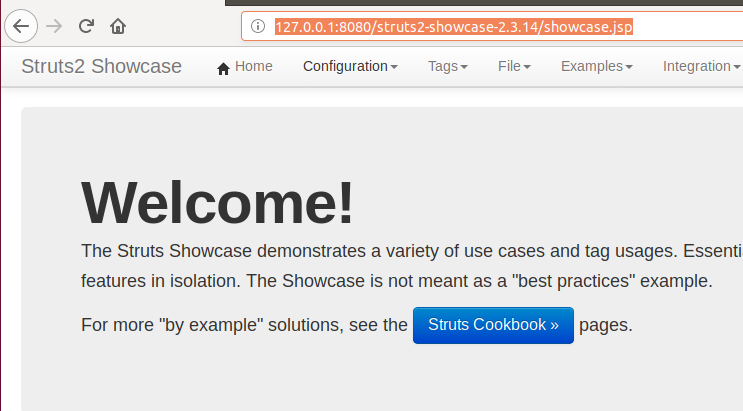 127.0.0.1:8080/struts2-showcase-2.3.14/showcase.jsp
Struts2 Showcase Home Configuration Tags File Examples Integration
Welcome!
The Struts Showcase demonstrates a variety of use cases and tag usages. Essenti
features in isolation. The Showcase is not meant as a "best practices" example.
For more "by example" solutions, see the Struts Cookbook » pages.